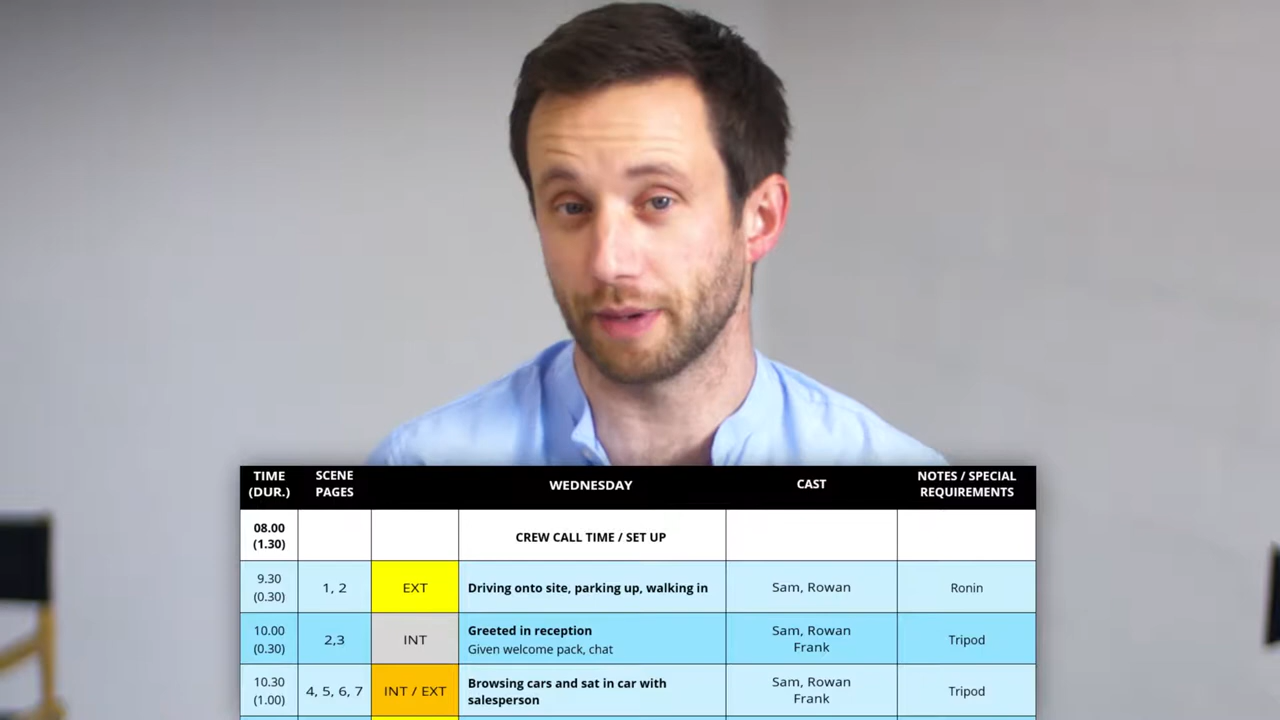 TIME (DUR.) SCENE PAGES WEDNESDAY CAST NOTES / SPECIAL REQUIREMENTS
08.00 (1.30) CREW CALL TIME / SET UP
9.30 (0.30) 1, 2 EXT Driving onto site, parking up, walking in Sam, Rowan Ronin
10.00 (0.30) 2,3 INT Greeted in reception Given welcome pack, chat Sam, Rowan Frank Tripod
10.30 (1.00) 4, 5, 6, 7 INT / EXT Browsing cars and sat in car with salesperson Sam, Rowan Frank Tripod